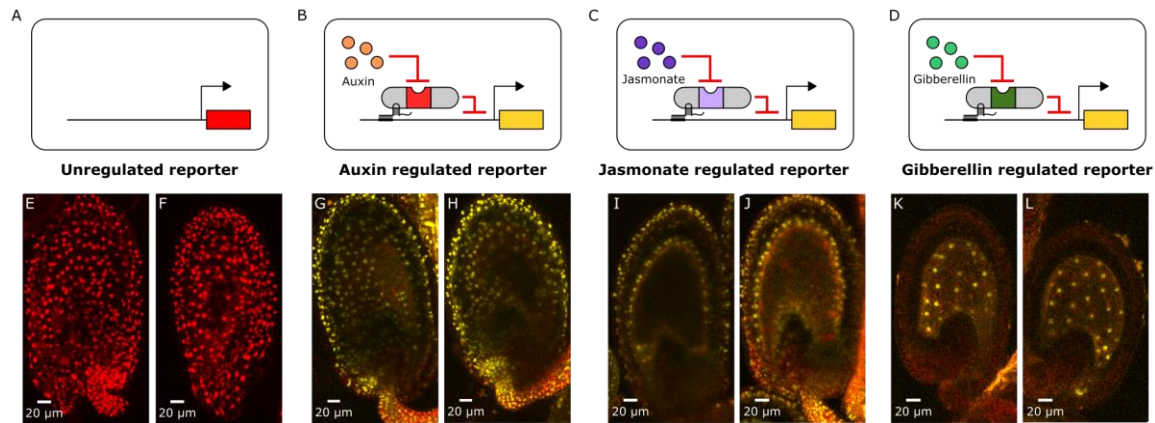 A
B
C
D
Auxin
Jasmonate
Gibberellin
Unregulated reporter
Auxin regulated reporter
Jasmonate regulated reporter
Gibberellin regulated reporter
E
F
G
H
I
J
K
L
20 µm
20 µm
20 µm
20 µm
20 µm
20 µm
20 µm
20 µm